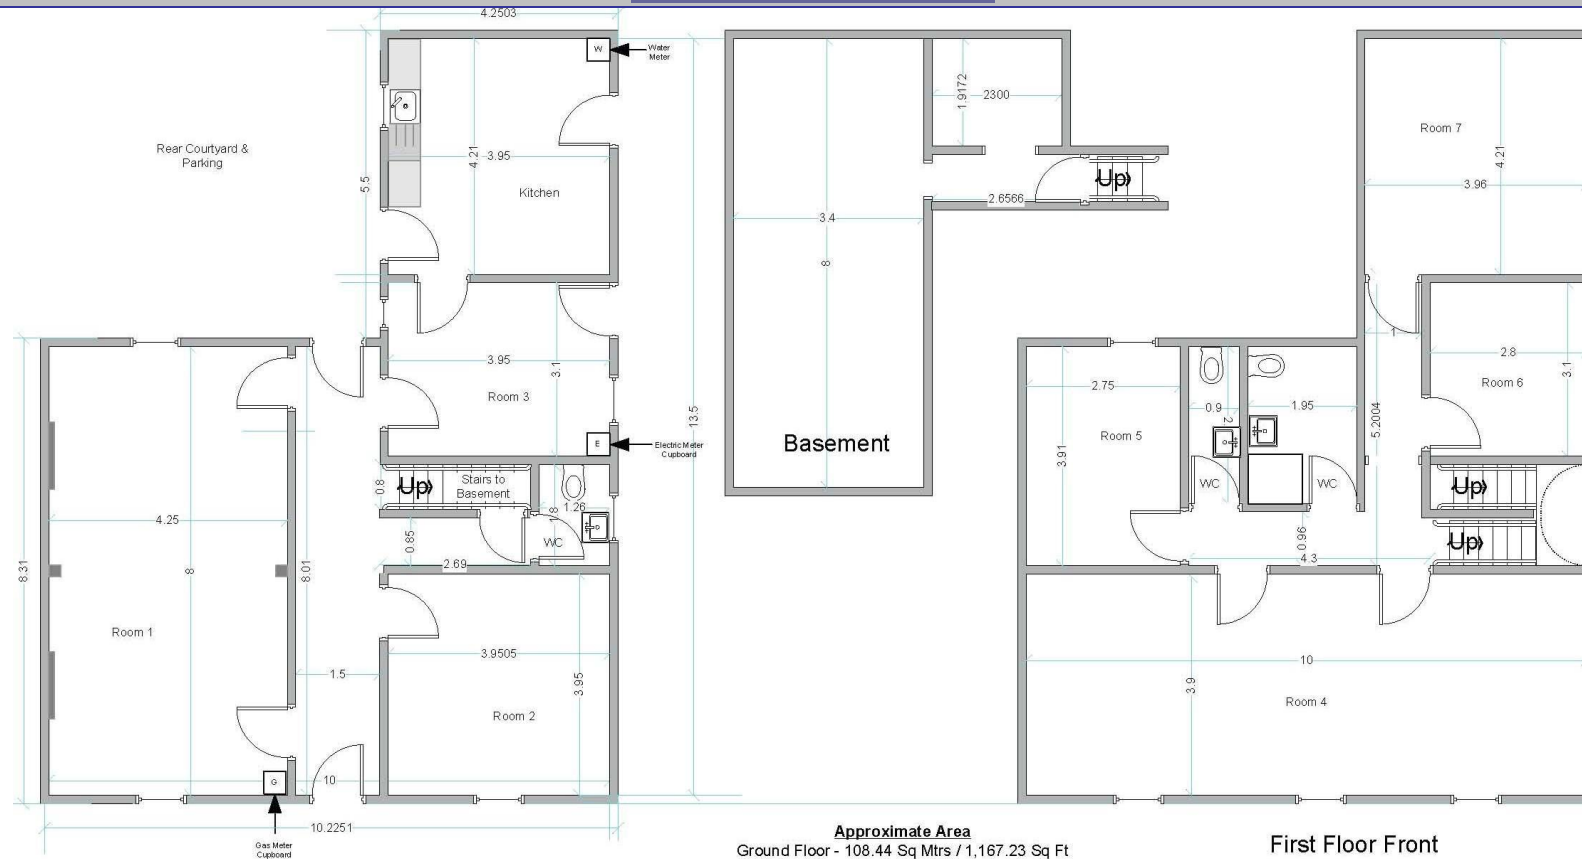 4.2503
W
Water
Meter
Rear Courtyard &
Parking
5.5
4.21
3.95
Kitchen
3.95
3.1
Room 3
13.5
E
Electric Meter
Cupboard
0.8
Up
Stairs to
Basement
1.26
1.8
WC
0.85
2.69
4.25
8.31
8
8.01
Room 1
1.5
3.9505
3.95
Room 2
G
10
10.2251
Gas Meter
Cupboard
1.9172
2300
Up
2.6566
3.4
8
Basement
Approximate Area
Ground Floor - 108.44 Sq Mtrs / 1,167.23 Sq Ft
Room 7
4.21
3.96
1
2.8
3.1
Room 6
2.75
0.9
2
1.95
5.2004
Room 5
3.91
WC
WC
Up
0.96
4.3
Up
10
3.9
Room 4
First Floor Front